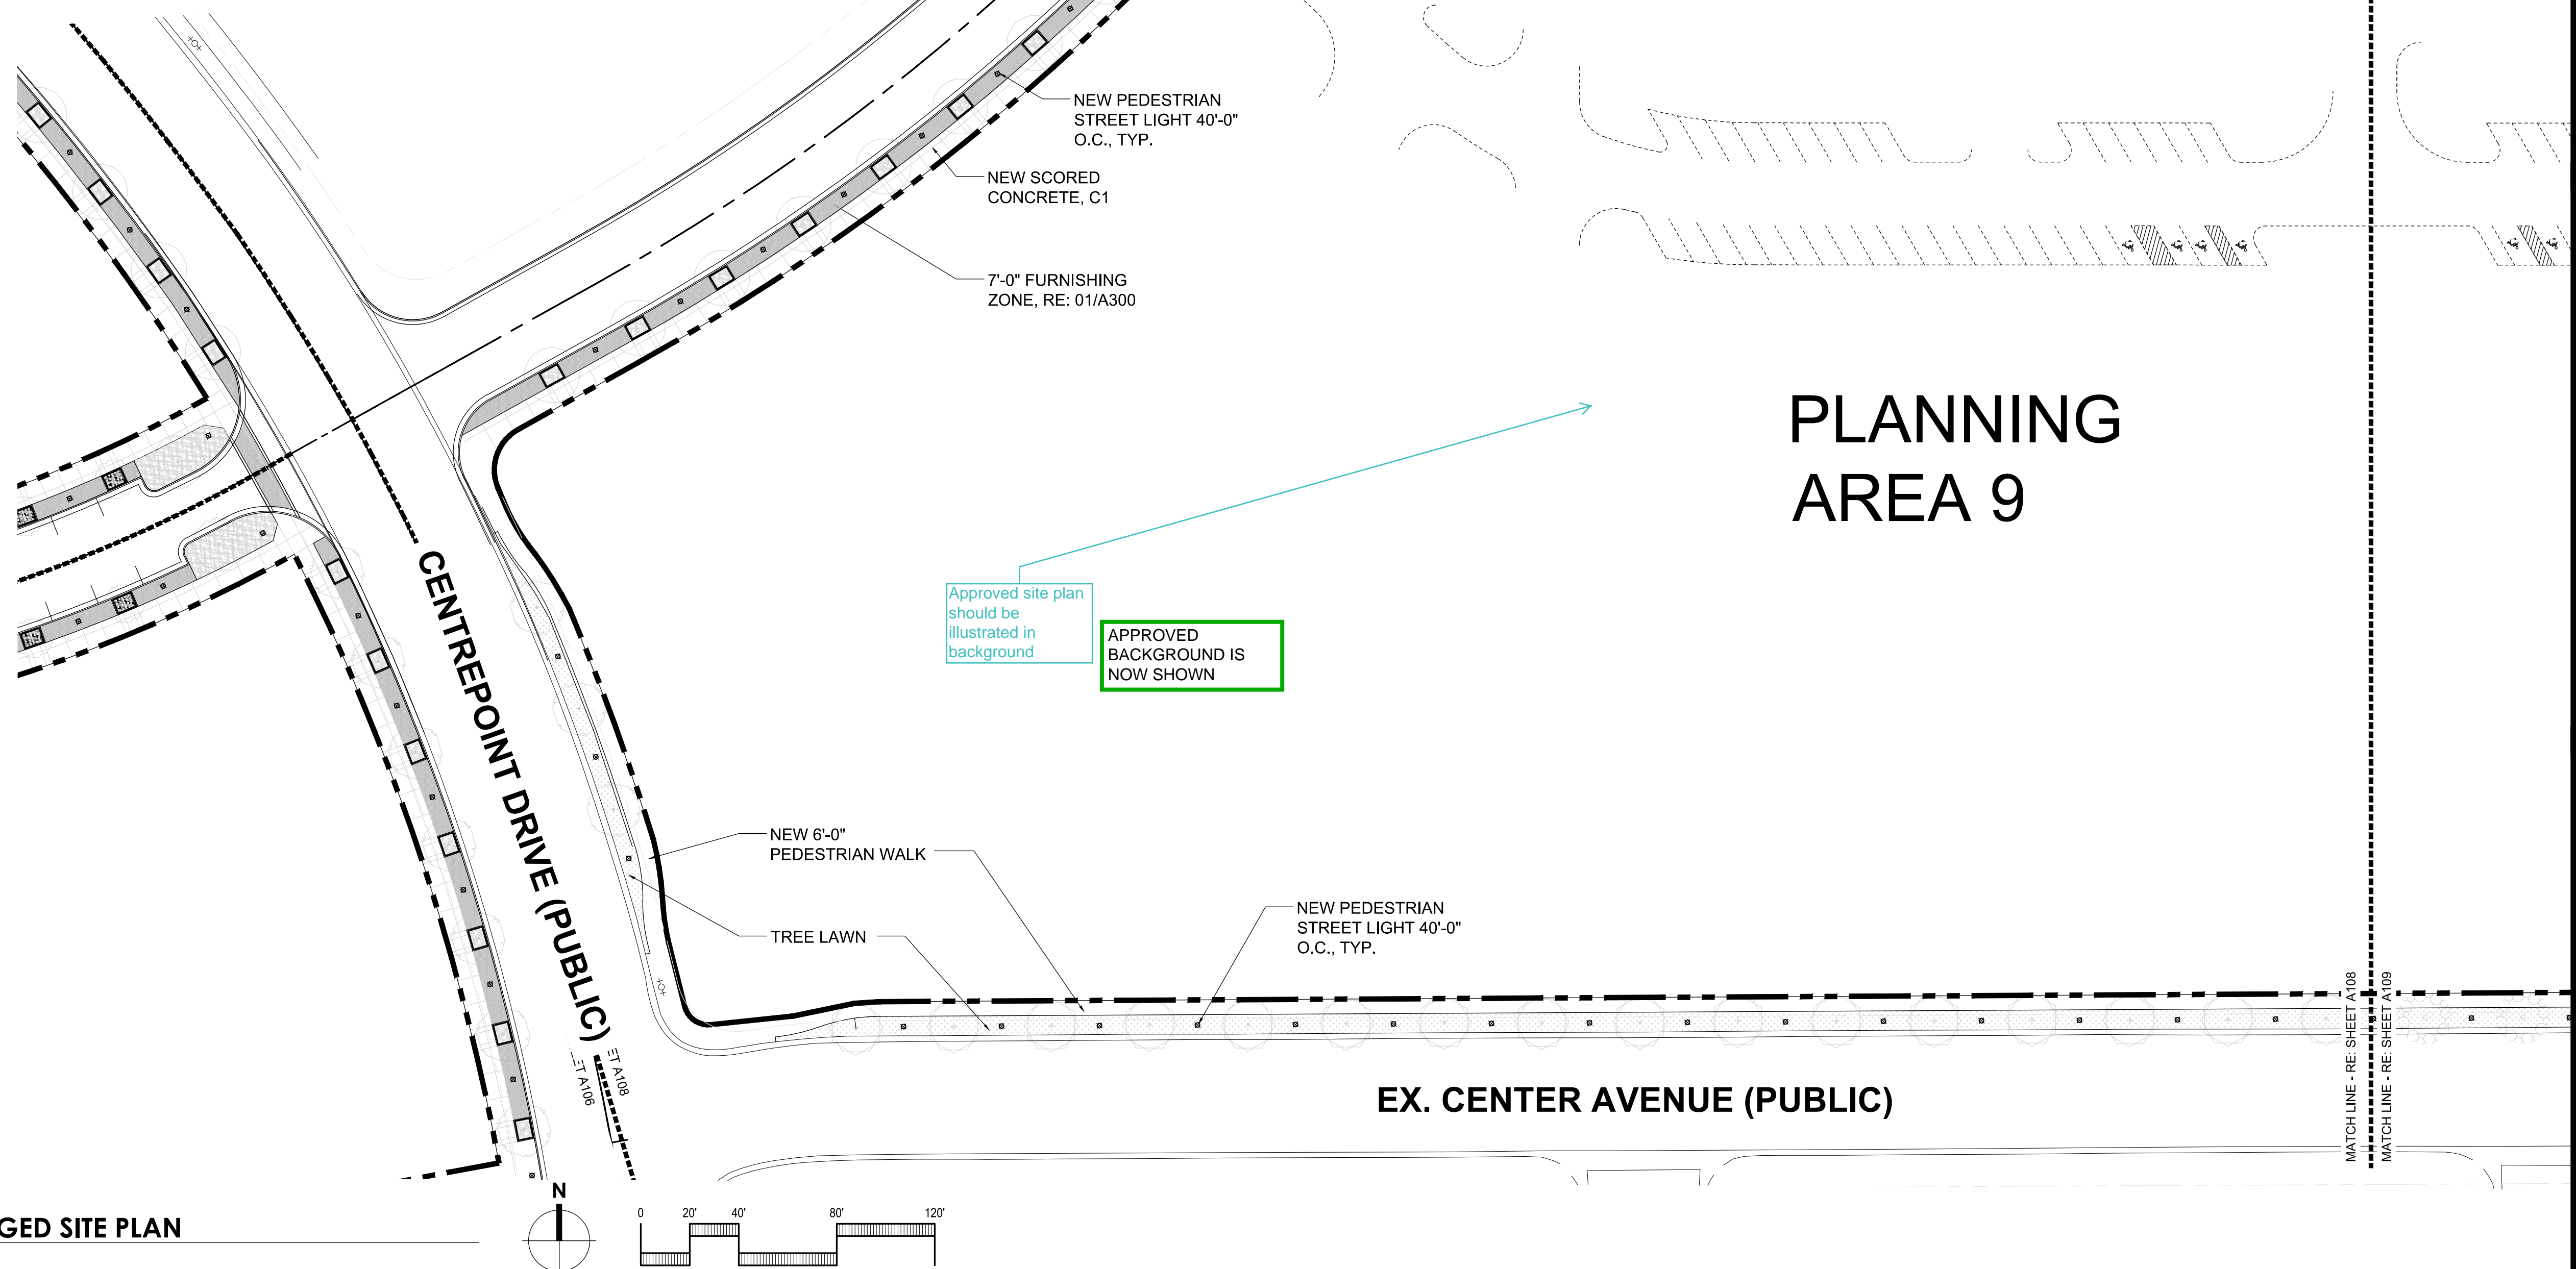 NEW PEDESTRIAN
STREET LIGHT 40'-0"
O.C., TYP.
NEW SCORED
CONCRETE, C1
7'-0" FURNISHING
ZONE, RE: 01/A300
PLANNING
AREA 9
Approved site plan
should be
illustrated in
background
APPROVED
BACKGROUND IS
NOW SHOWN
CENTREPOINT DRIVE (PUBLIC)
NEW 6'-0"
PEDESTRIAN WALK
TREE LAWN
NEW PEDESTRIAN
STREET LIGHT 40'-0"
O.C., TYP.
MATCH LINE - RE: SHEET A108
MATCH LINE - RE: SHEET A109
ET A106
ET A108
EX. CENTER AVENUE (PUBLIC)
GED SITE PLAN
N
0 20' 40' 80' 120'